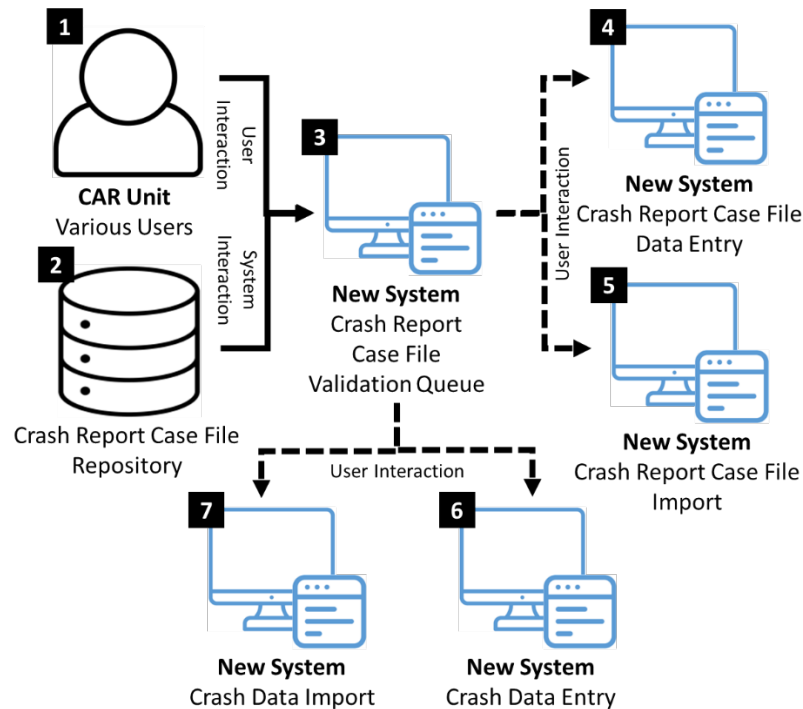 1
User
Interaction
CAR Unit
Various Users
2
System
Interaction
Crash Report Case File
Repository
3
New System
Crash Report
Case File
Validation Queue
User Interaction
4
New System
Crash Report Case File
Data Entry
5
New System
Crash Report Case File
Import
User Interaction
7
New System
Crash Data Import
6
New System
Crash Data Entry